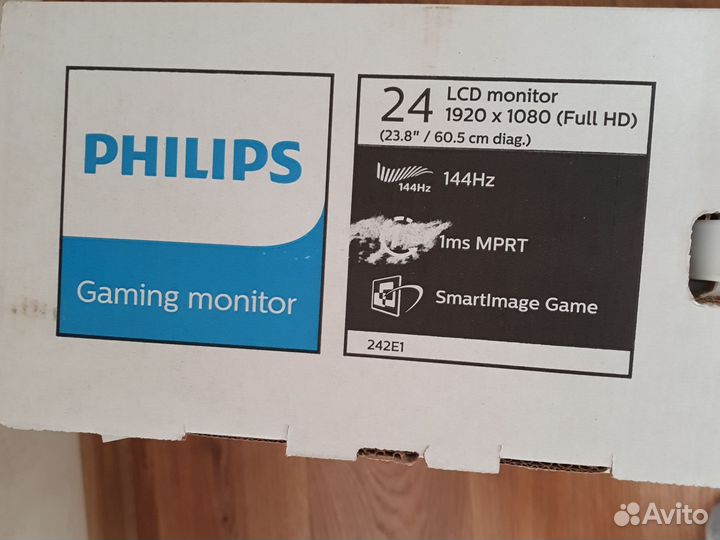 PHILIPS
Gaming monitor
24 LCD monitor
1920 x 1080 (Full HD)
(23.8" / 60.5 cm diag.)
144Hz 144Hz
1ms MPRT
SmartImage Game
242E1
Avito